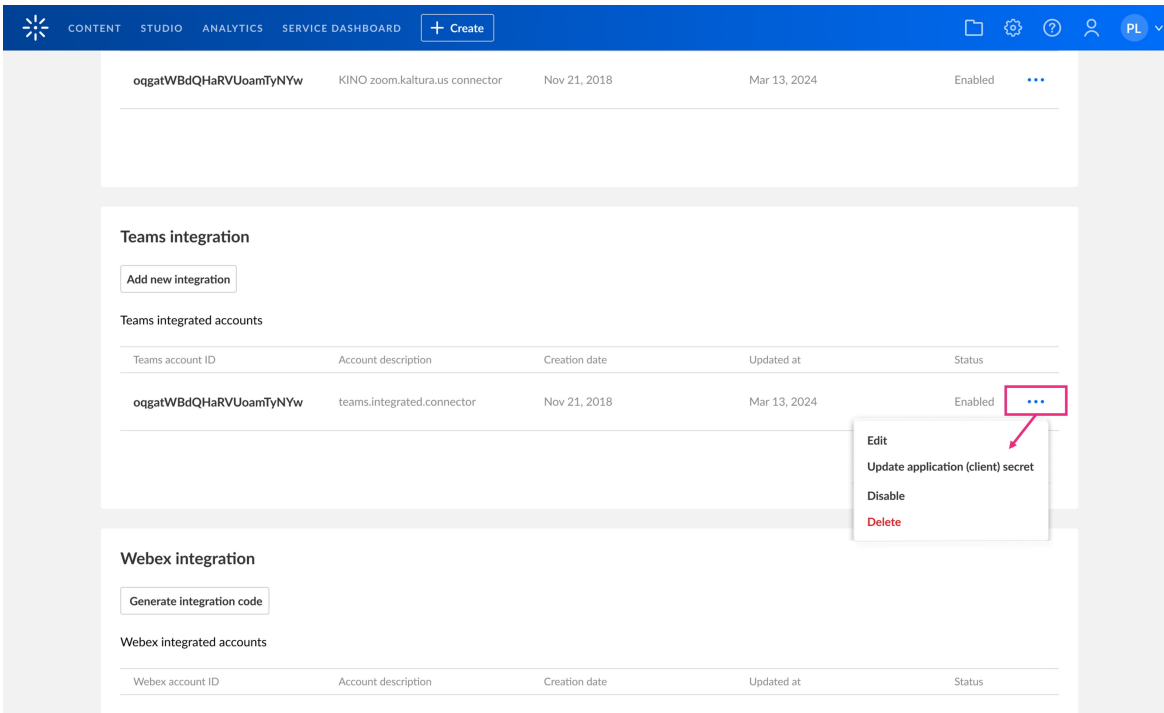 CONTENT STUDIO ANALYTICS SERVICE DASHBOARD + Create PL
oqgatWBdQHaRVUoamTyNYw KINO zoom.kaltura.us connector Nov 21, 2018 Mar 13, 2024 Enabled
Teams integration
Add new integration
Teams integrated accounts
Teams account ID Account description Creation date Updated at Status
oqgatWBdQHaRVUoamTyNYw teams.integrated.connector Nov 21, 2018 Mar 13, 2024 Enabled
Edit
Update application (client) secret
Disable
Delete
Webex integration
Generate integration code
Webex integrated accounts
Webex account ID Account description Creation date Updated at Status